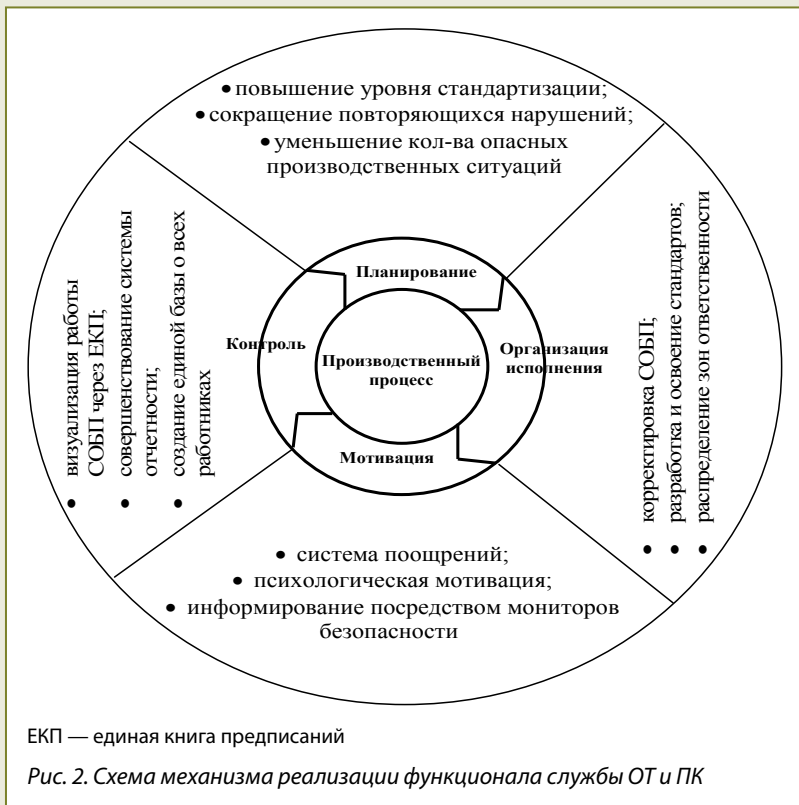 • повышение уровня стандартизации;
• сокращение повторяющихся нарушений;
• уменьшение кол-ва опасных
производственных ситуаций
• визуализация работы
СОБП через ЕКП;
• совершенствование системы
отчетности;
• создание единой базы о всех
работниках
Планирование
Контроль
Производственный
процесс
Организация
исполнения
Мотивация
• корректировка СОБП;
• разработка и освоение стандартов;
• распределение зон ответственности
• система поощрений;
• психологическая мотивация;
• информирование посредством мониторов
безопасности
ЕКП — единая книга предписаний
Рис. 2. Схема механизма реализации функционала службы ОТ и ПК